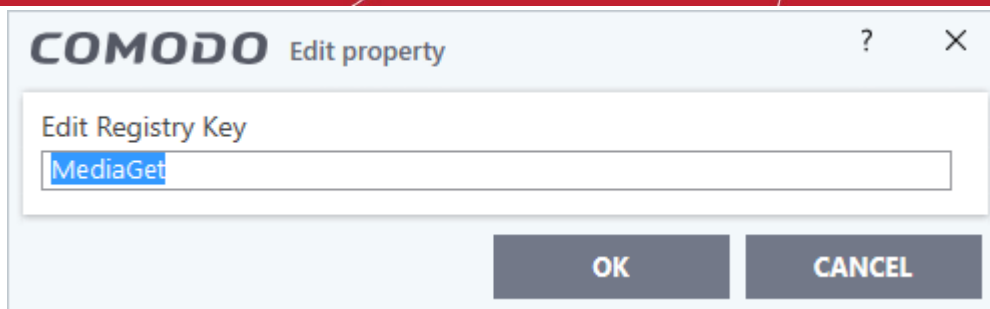 COMODO Edit property ? X
Edit Registry Key
MediaGet
OK CANCEL